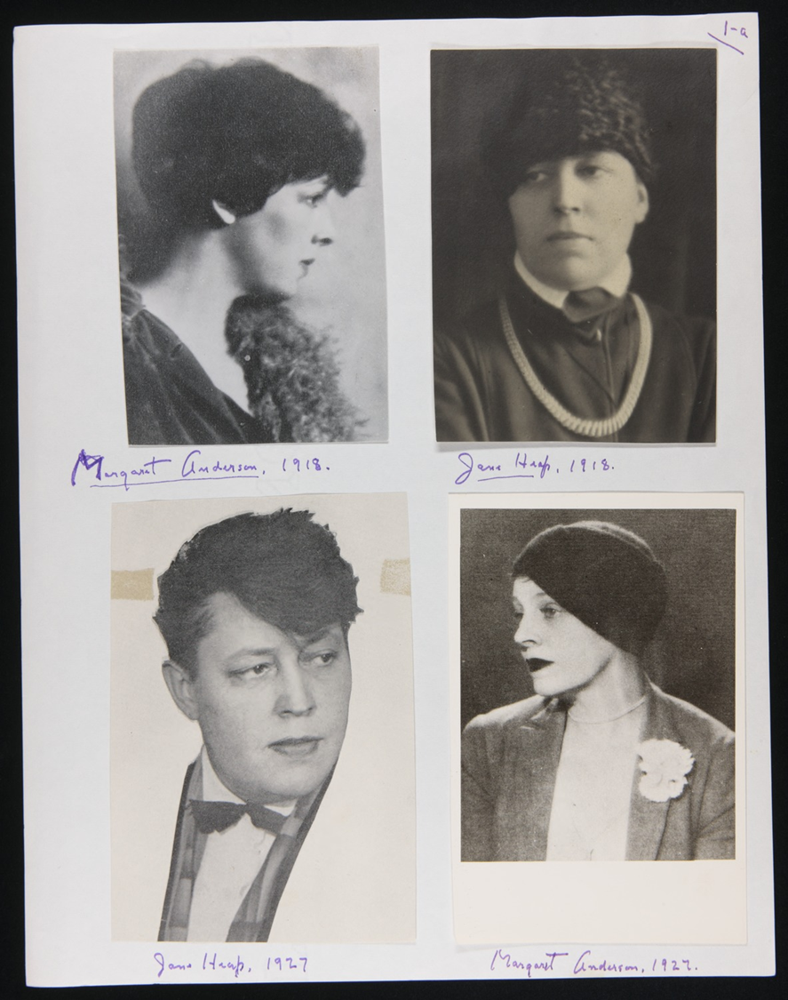 1-a
Margaret Anderson, 1918.
Jane Heap, 1918.
Jane Heap, 1927
Margaret Anderson, 1927.